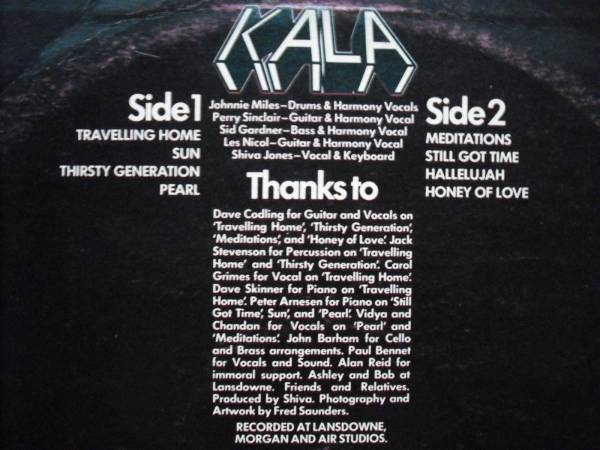 KALA
Side 1
TRAVELLING HOME
SUN
THIRSTY GENERATION
PEARL
Johnnie Miles–Drums & Harmony Vocals
Perry Sinclair–Guitar & Harmony Vocal
Sid Gardner–Bass & Harmony Vocal
Les Nicol–Guitar & Harmony Vocal
Shiva Jones–Vocal & Keyboard
Side 2
MEDITATIONS
STILL GOT TIME
HALLELUJAH
HONEY OF LOVE
Thanks to
Dave Codling for Guitar and Vocals on
'Travelling Home', 'Thirsty Generation',
'Meditations', and 'Honey of Love'. Jack
Stevenson for Percussion on 'Travelling
Home' and 'Thirsty Generation'. Carol
Grimes for Vocal on 'Travelling Home'.
Dave Skinner for Piano on 'Travelling
Home'. Peter Arnesen for Piano on 'Still
Got Time', Sun', and 'Pearl'. Vidya and
Chandan for Vocals on 'Pearl' and
'Meditations'. John Barham for Cello
and Brass arrangements. Paul Bennet
for Vocals and Sound. Alan Reid for
immoral support. Ashley and Bob at
Lansdowne. Friends and Relatives.
Produced by Shiva. Photography and
Artwork by Fred Saunders.
RECORDED AT LANSDOWNE,
MORGAN AND AIR STUDIOS.